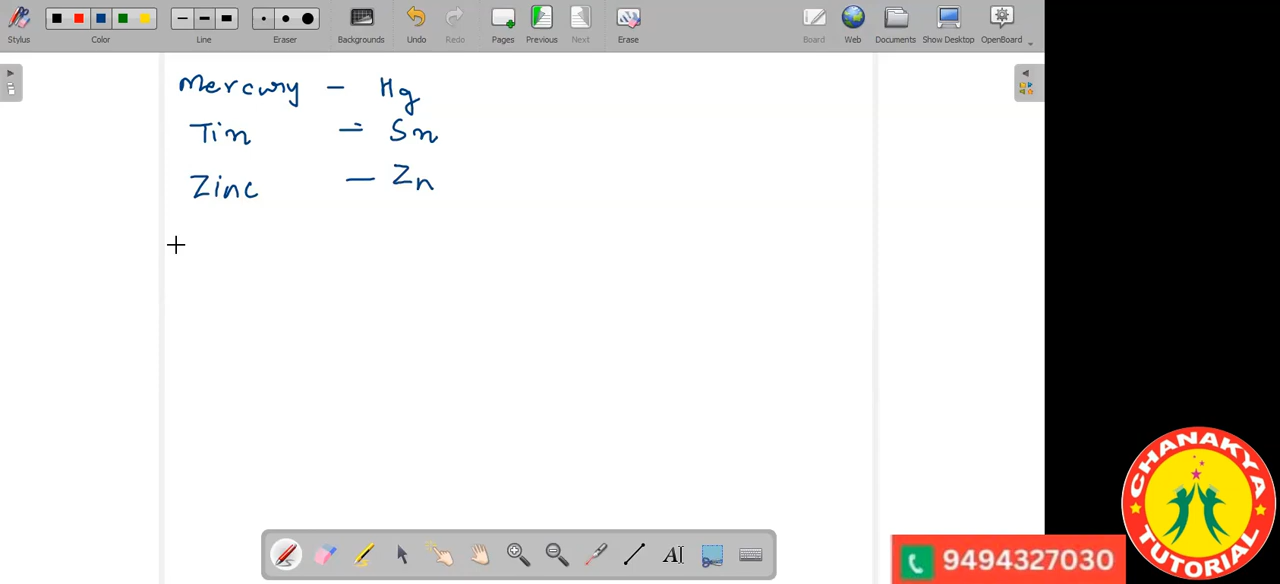 Stylus Color Line Eraser Backgrounds Undo Redo Pages Previous Next Erase Board Web Documents Show Desktop OpenBoard
Mercury - Hg
Tin - Sn
Zinc - Zn
CHANAKYA
TUTORIAL
9494327030